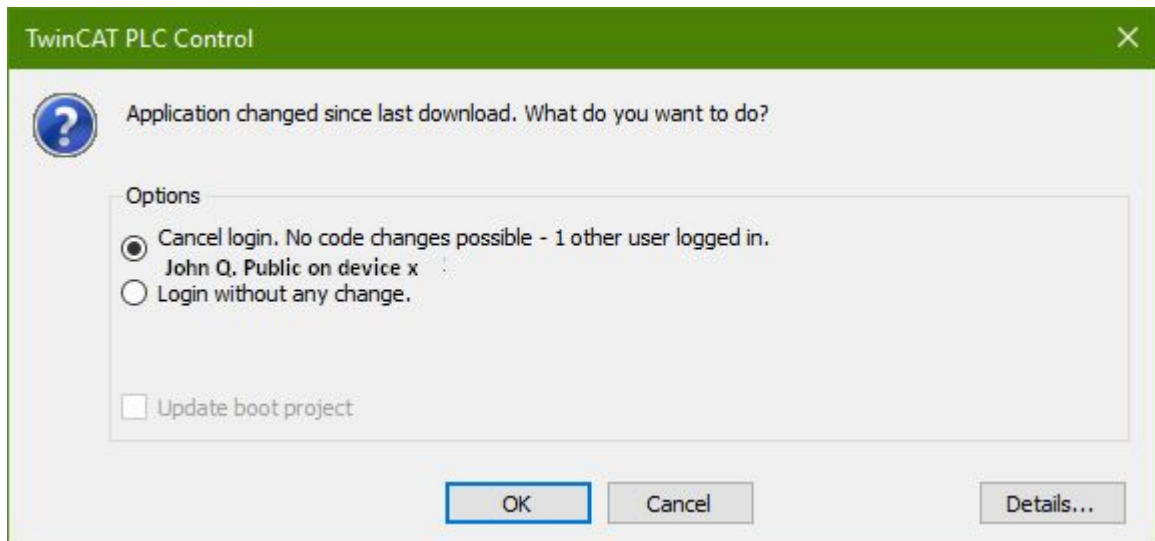 TwinCAT PLC Control
Application changed since last download. What do you want to do?
Options
Cancel login. No code changes possible - 1 other user logged in.
John Q. Public on device x
Login without any change.
Update boot project
OK
Cancel
Details...